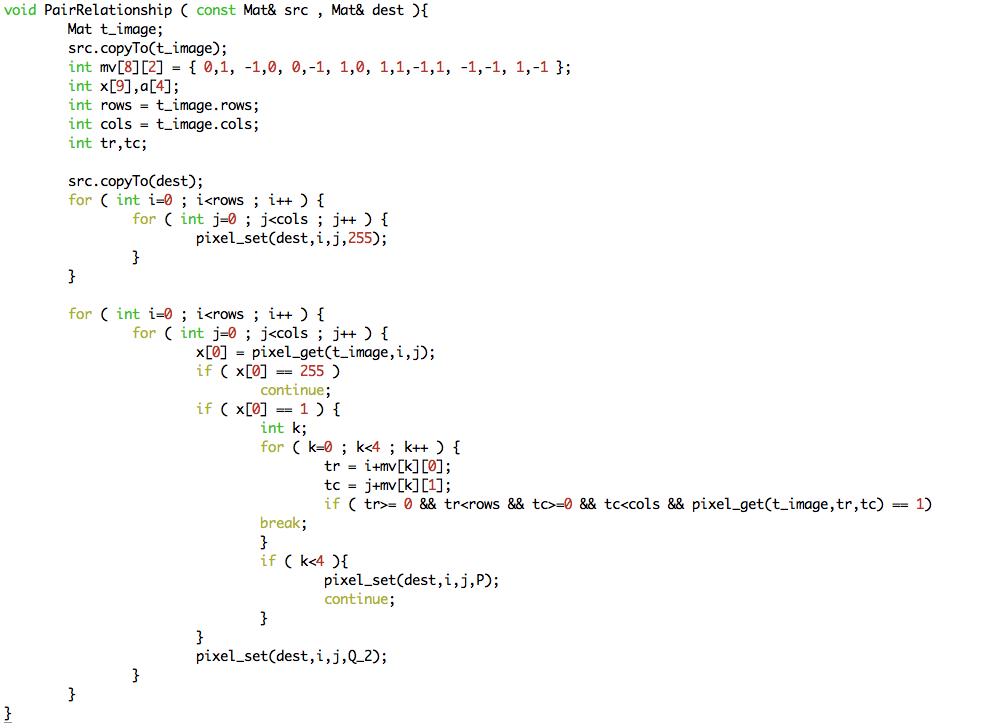 void PairRelationship ( const Mat& src , Mat& dest ){
        Mat t_image;
        src.copyTo(t_image);
        int mv[8][2] = { 0,1, -1,0, 0,-1, 1,0, 1,1,-1,1, -1,-1, 1,-1 };
        int x[9],a[4];
        int rows = t_image.rows;
        int cols = t_image.cols;
        int tr,tc;

        src.copyTo(dest);
        for ( int i=0 ; i<rows ; i++ ) {
                for ( int j=0 ; j<cols ; j++ ) {
                        pixel_set(dest,i,j,255);
                }
        }

        for ( int i=0 ; i<rows ; i++ ) {
                for ( int j=0 ; j<cols ; j++ ) {
                        x[0] = pixel_get(t_image,i,j);
                        if ( x[0] == 255 )
                                continue;
                        if ( x[0] == 1 ) {
                                int k;
                                for ( k=0 ; k<4 ; k++ ) {
                                        tr = i+mv[k][0];
                                        tc = j+mv[k][1];
                                        if ( tr>= 0 && tr<rows && tc>=0 && tc<cols && pixel_get(t_image,tr,tc) == 1)
                                break;
                                }
                                if ( k<4 ){
                                        pixel_set(dest,i,j,P);
                                        continue;
                                }
                        }
                        pixel_set(dest,i,j,Q_2);
                }
        }
}